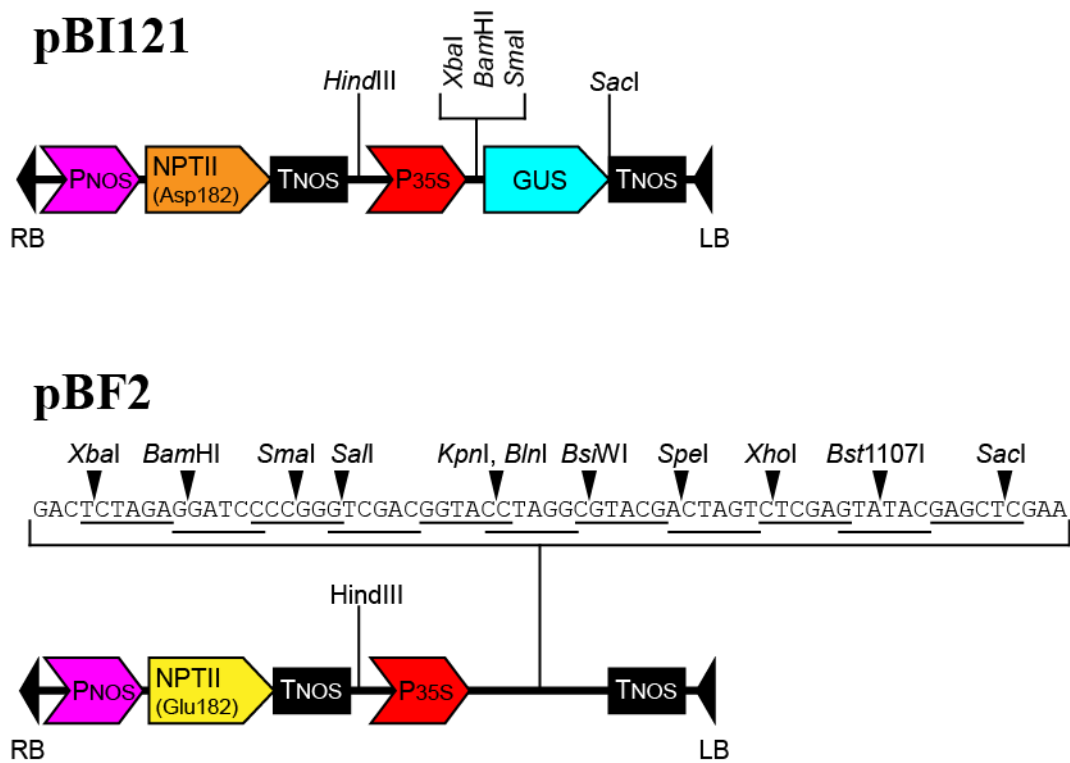 pBI121
HindIII
XbaI
BamHI
SmaI
SacI
PNOS
NPTII
(Asp182)
TNOS
P35S
GUS
TNOS
RB
LB
pBF2
XbaI BamHI SmaI SalI KpnI, BlnI BsiWI SpeI XhoI Bst1107I SacI
GACTCTAGAGGATCCCCGGGTCGACGGTACCTAGGCGTACGACTAGTCTCGAGTATACGAGCTCGAA
HindIII
PNOS
NPTII
(Glu182)
TNOS
P35S
TNOS
RB
LB